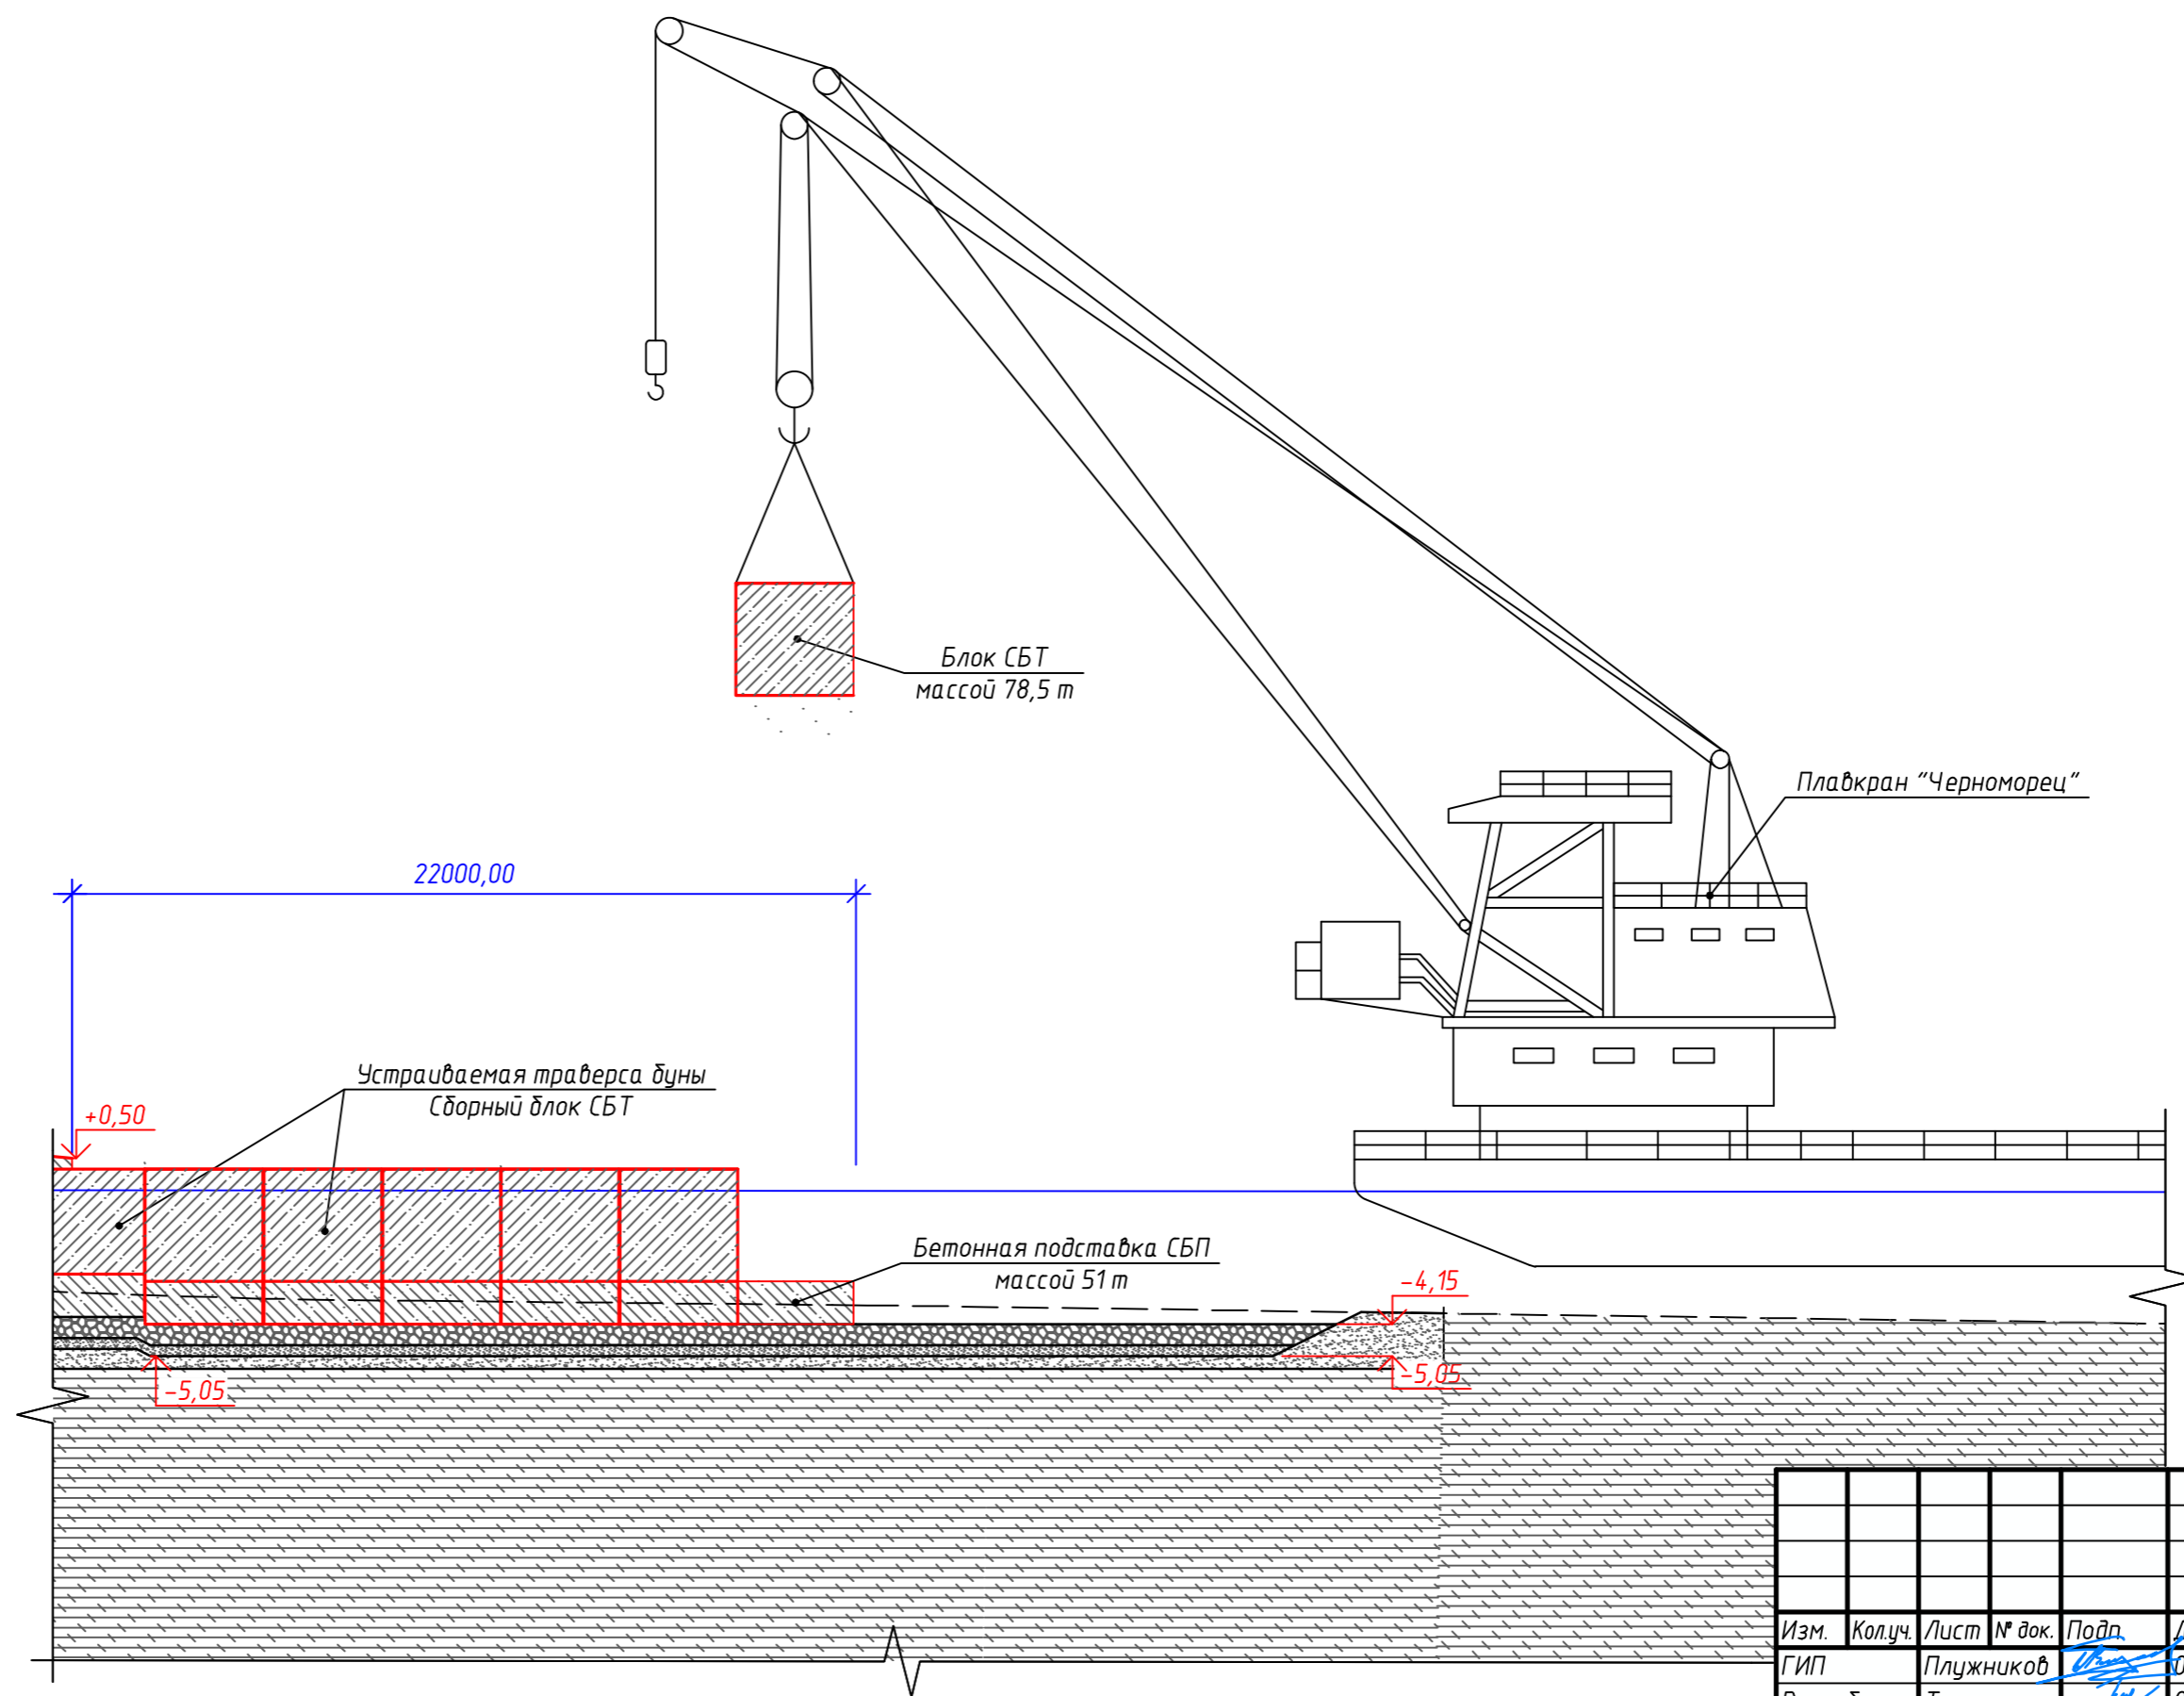 Блок СБТ
массой 78,5 т
Плавкран "Черноморец"
22000,00
Устраиваемая траверса буны
Сборный блок СБТ
+0,50
Бетонная подставка СБП
массой 51 т
-4,15
-5,05
-5,05
Изм. Кол.уч. Лист № док. Подп.
ГИП Плужников